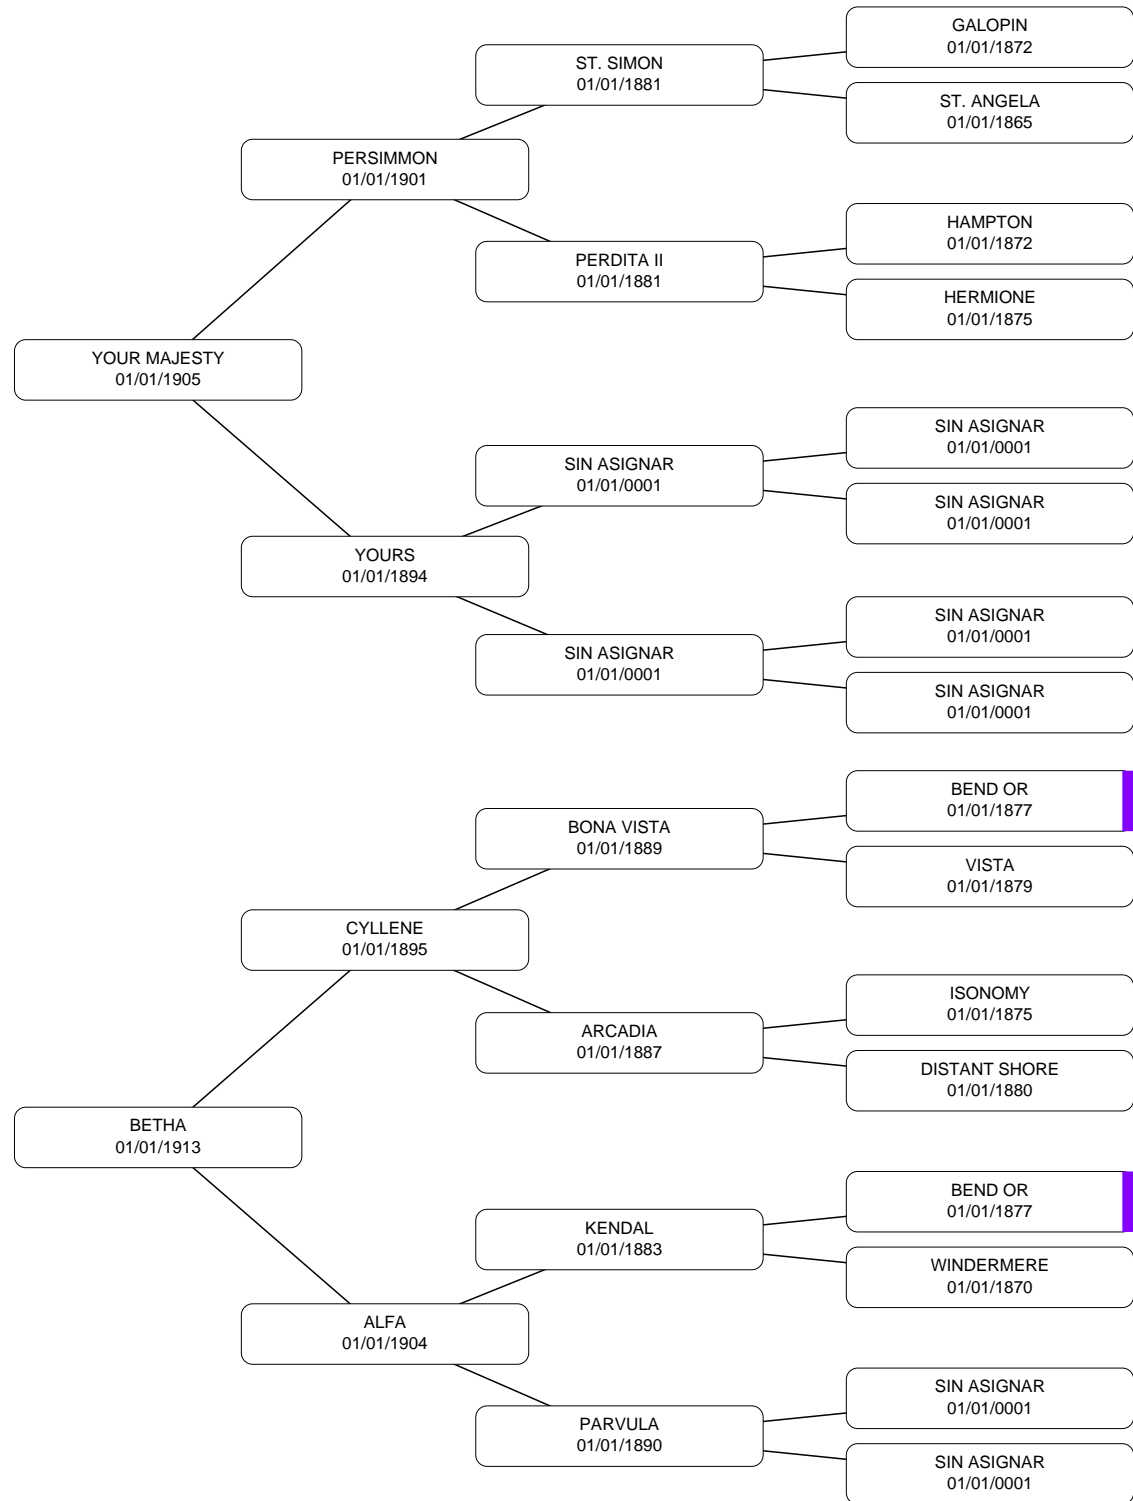 GALOPIN
01/01/1872
ST. SIMON
01/01/1881
ST. ANGELA
01/01/1865
PERSIMMON
01/01/1901
HAMPTON
01/01/1872
PERDITA II
01/01/1881
HERMIONE
01/01/1875
YOUR MAJESTY
01/01/1905
SIN ASIGNAR
01/01/0001
SIN ASIGNAR
01/01/0001
SIN ASIGNAR
01/01/0001
YOURS
01/01/1894
SIN ASIGNAR
01/01/0001
SIN ASIGNAR
01/01/0001
SIN ASIGNAR
01/01/0001
BEND OR
01/01/1877
BONA VISTA
01/01/1889
VISTA
01/01/1879
CYLLENE
01/01/1895
ISONOMY
01/01/1875
ARCADIA
01/01/1887
DISTANT SHORE
01/01/1880
BETHA
01/01/1913
BEND OR
01/01/1877
KENDAL
01/01/1883
WINDERMERE
01/01/1870
ALFA
01/01/1904
SIN ASIGNAR
01/01/0001
PARVULA
01/01/1890
SIN ASIGNAR
01/01/0001